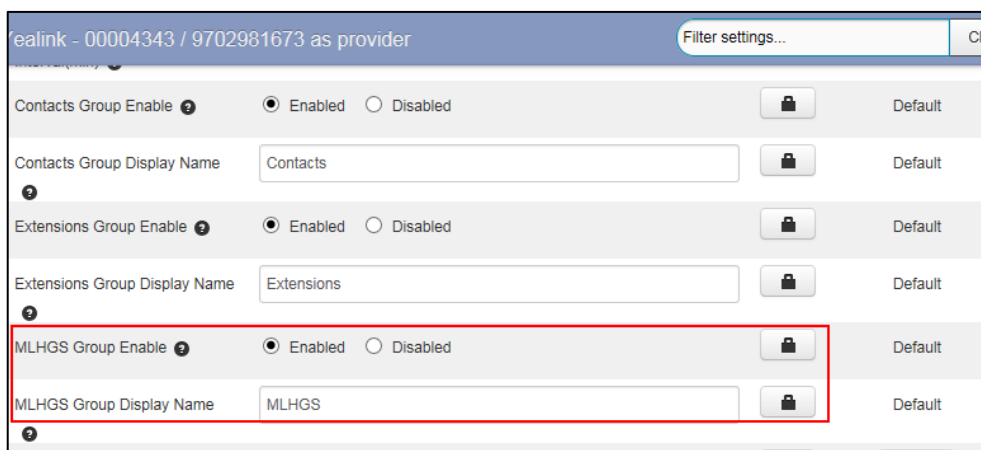 Yealink - 00004343 / 9702981673 as provider
Filter settings...
Contacts Group Enable
Enabled Disabled
Default
Contacts Group Display Name
Contacts
Default
Extensions Group Enable
Enabled Disabled
Default
Extensions Group Display Name
Extensions
Default
MLHGS Group Enable
Enabled Disabled
Default
MLHGS Group Display Name
MLHGS
Default